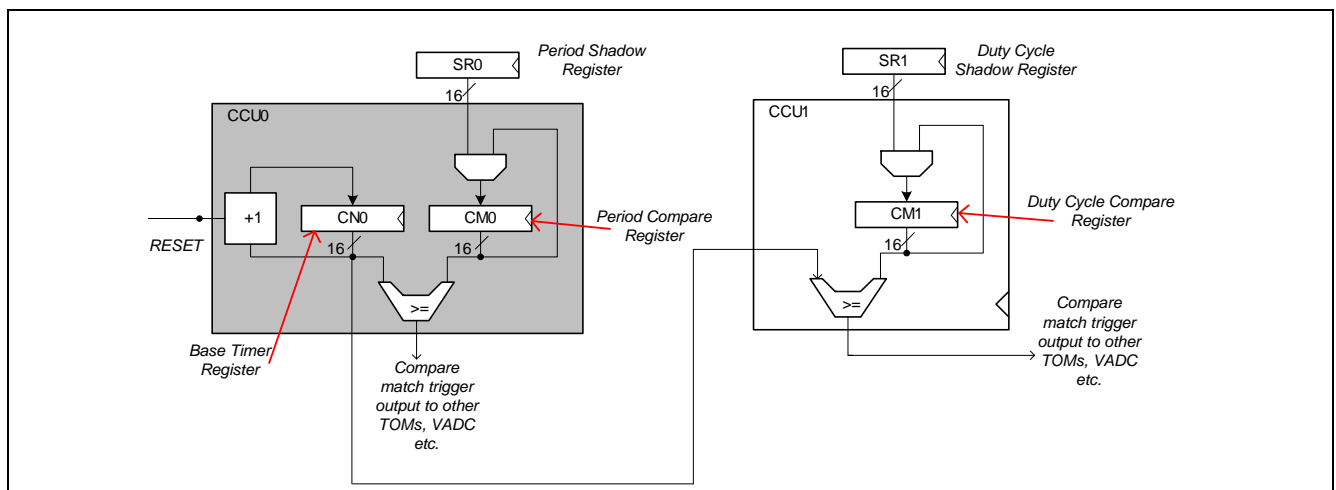 SR0
Period Shadow
Register
16
CCU0
+1
RESET
CN0
16
CM0
16
Period Compare
Register
>=
Base Timer
Register
Compare
match trigger
output to other
TOMs, VADC
etc.
SR1
Duty Cycle
Shadow Register
16
CCU1
CM1
16
Duty Cycle Compare
Register
>=
Compare
match trigger
output to other
TOMs, VADC
etc.